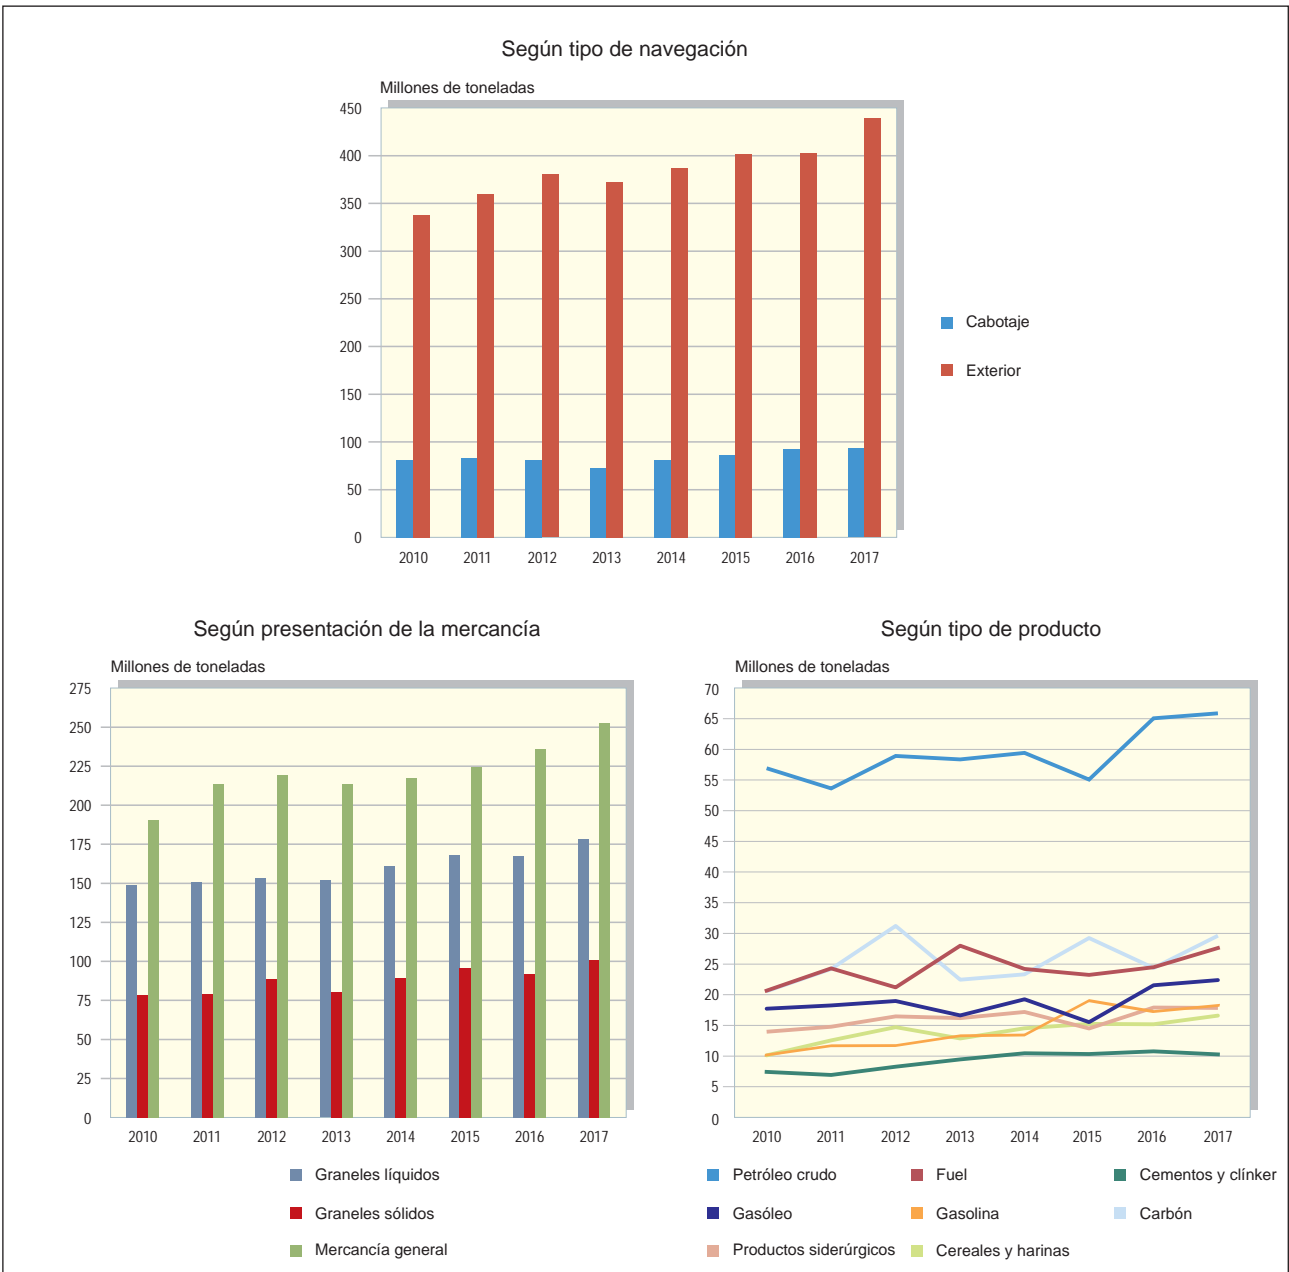 Según tipo de navegación
Millones de toneladas
450
400
350
300
250
200
150
100
50
0
2010 2011 2012 2013 2014 2015 2016 2017
Cabotaje
Exterior
Según presentación de la mercancía
Millones de toneladas
275
250
225
200
175
150
125
100
75
50
25
0
2010 2011 2012 2013 2014 2015 2016 2017
Graneles líquidos
Graneles sólidos
Mercancía general
Según tipo de producto
Millones de toneladas
70
65
60
55
50
45
40
35
30
25
20
15
10
5
0
2010 2011 2012 2013 2014 2015 2016 2017
Petróleo crudo Fuel Cementos y clínker
Gasóleo Gasolina Carbón
Productos siderúrgicos Cereales y harinas